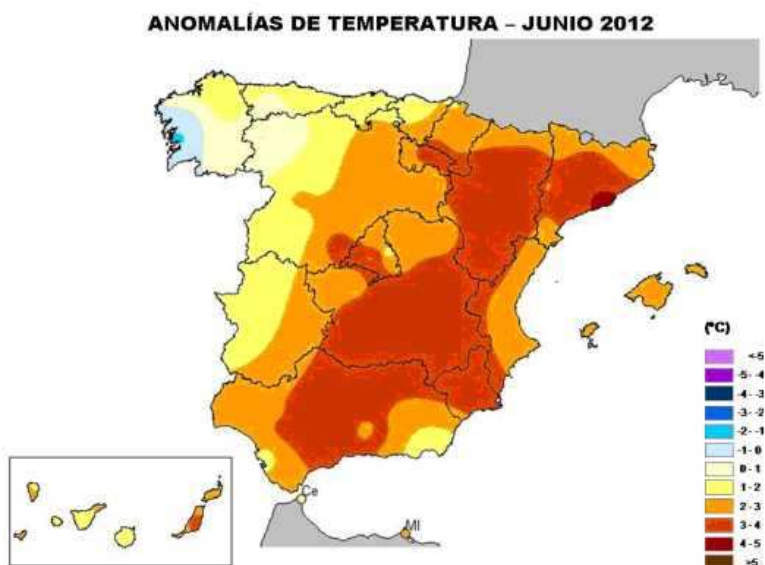 ANOMALÍAS DE TEMPERATURA – JUNIO 2012
(ºC)
<-5
-5 - -4
-4 - -3
-3 - -2
-2 - -1
-1 - 0
0 - 1
1 - 2
2 - 3
3 - 4
4 - 5
>5
Ce
Ml